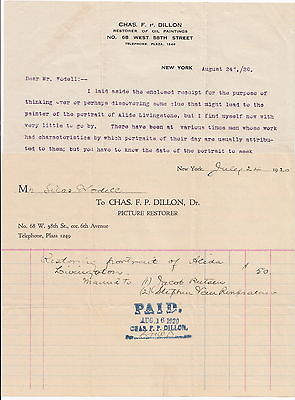 CHAS. F. P. DILLON
RESTORER OF OIL PAINTINGS
NO. 68 WEST 58TH STREET
TELEPHONE, PLAZA, 1249
NEW YORK August 24",/20.
Dear Mr. Vodell:--
I laid aside the enclosed receipt for the purpose of
thinking over or perhaps discovering some clue that might lead to the
painter of the portrait of Alide Livingstone, but I find myself now with
very little to go by. There have been at various times men whose work
had characteristics by which portraits of their day are usually attribut-
ed to them; but you have to know the date of the portrait to seek
New York, July 24 1920
Mr Silas Wodell
To CHAS. F. P. DILLON, Dr.
PICTURE RESTORER
No. 68 W. 58th St., cor. 6th Avenue
Telephone, Plaza 1249
Restoring portrait of Alida $ 50.
Livingston.
Married to (1) Jacob Rutsen
(2) Stephen Van Rensselaer
PAID
AUG 16 1920
CHAS. F. P. DILLON,